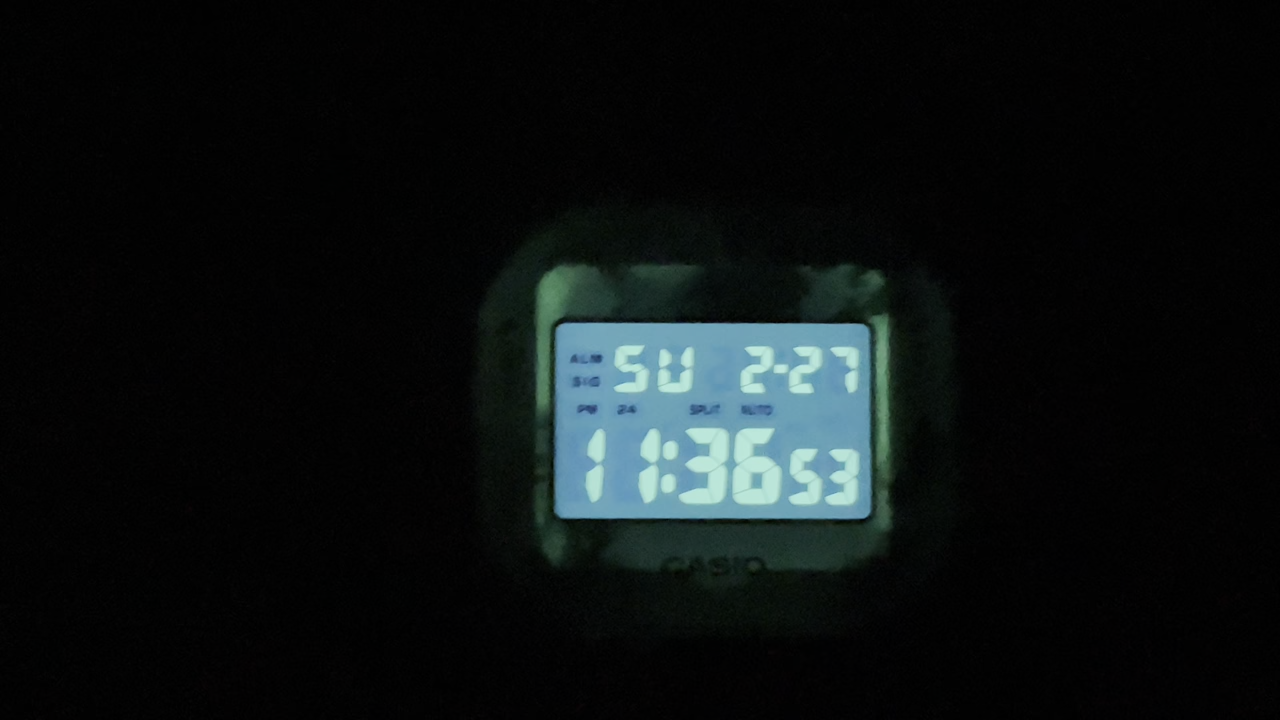 ALM SU 2-27
SIG
PM 24 SPLIT AUTO
11:36 53
CASIO